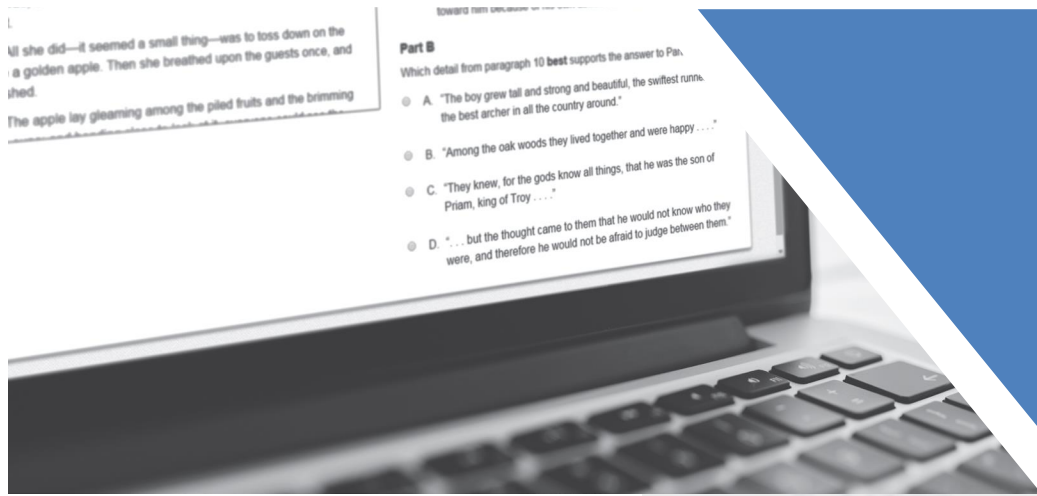 All she did—it seemed a small thing—was to toss down on the
a golden apple. Then she breathed upon the guests once, and
shed.
The apple lay gleaming among the piled fruits and the brimming
toward him because of his
Part B
Which detail from paragraph 10 best supports the answer to Par
A. "The boy grew tall and strong and beautiful, the swiftest runne
the best archer in all the country around."
B. "Among the oak woods they lived together and were happy . . . ."
C. "They knew, for the gods know all things, that he was the son of
Priam, king of Troy . . . ."
D. ". . . but the thought came to them that he would not know who they
were, and therefore he would not be afraid to judge between them."